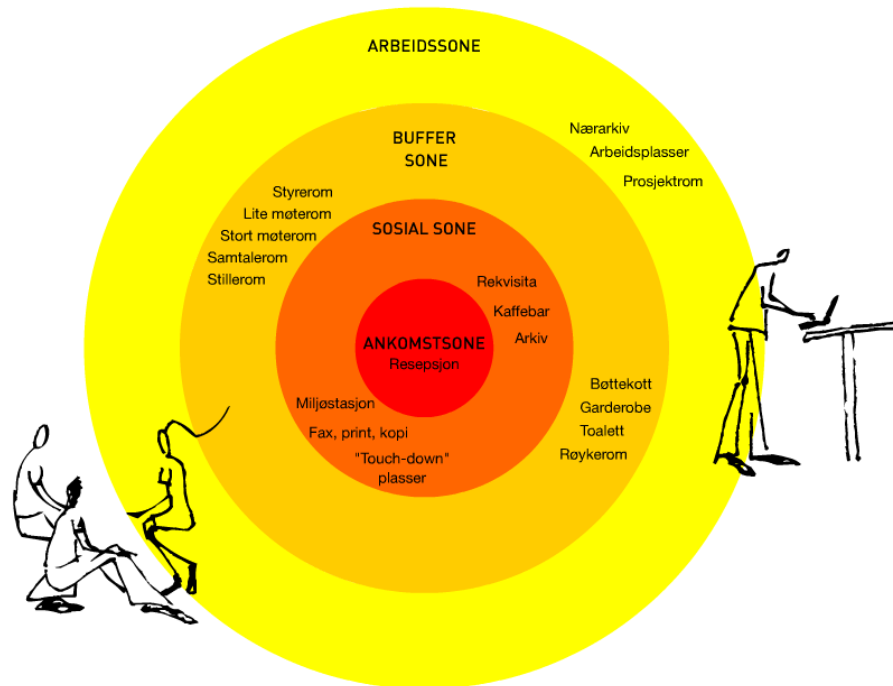 ARBEIDSSONE
BUFFER
SONE
Nærarkiv
Arbeidsplasser
Prosjektrom
Styrerom
Lite møterom
Stort møterom
Samtalerom
Stillerom
SOSIAL SONE
Rekvisita
Kaffebar
Arkiv
ANKOMSTSONE
Resepsjon
Miljøstasjon
Fax, print, kopi
"Touch-down"
plasser
Bøttekott
Garderobe
Toalett
Røykerom